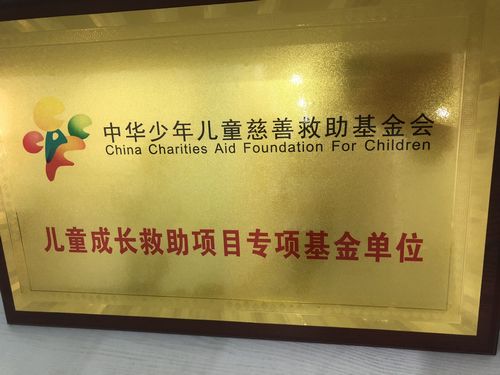 中华少年儿童慈善救助基金会
China Charities Aid Foundation For Children
儿童成长救助项目专项基金单位